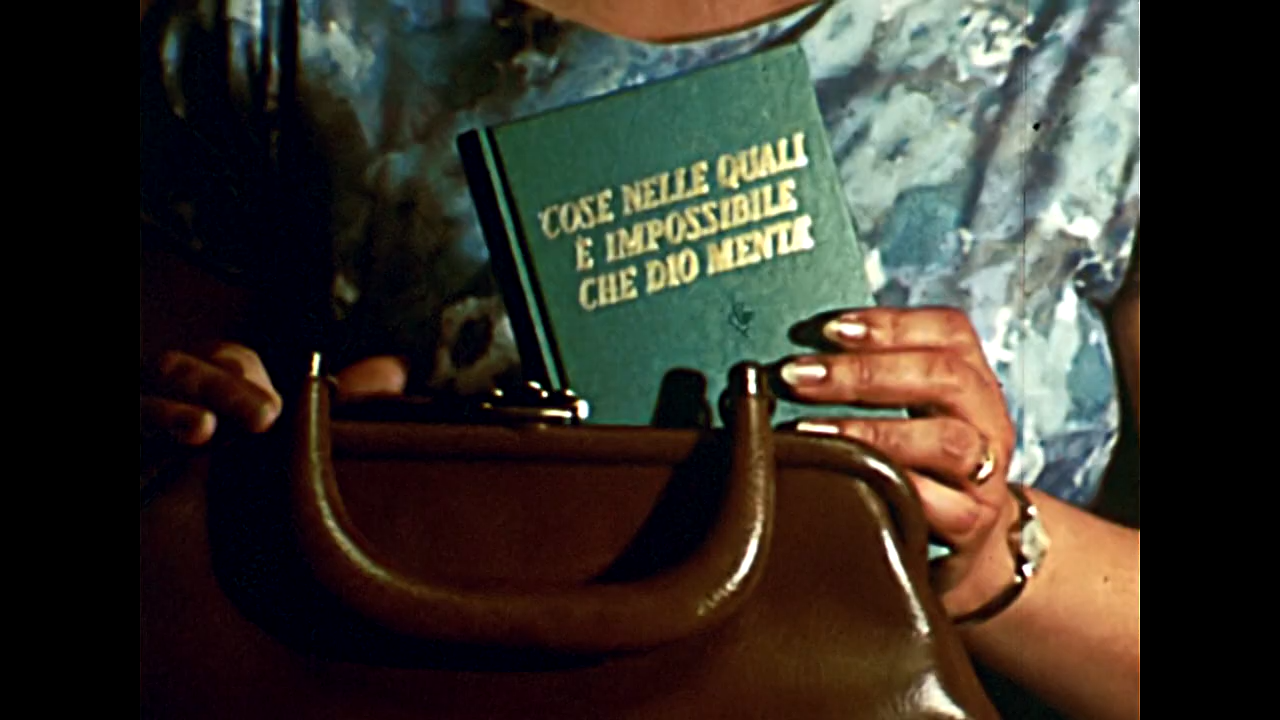 "COSE NELLE QUALI
È IMPOSSIBILE
CHE DIO MENTA"